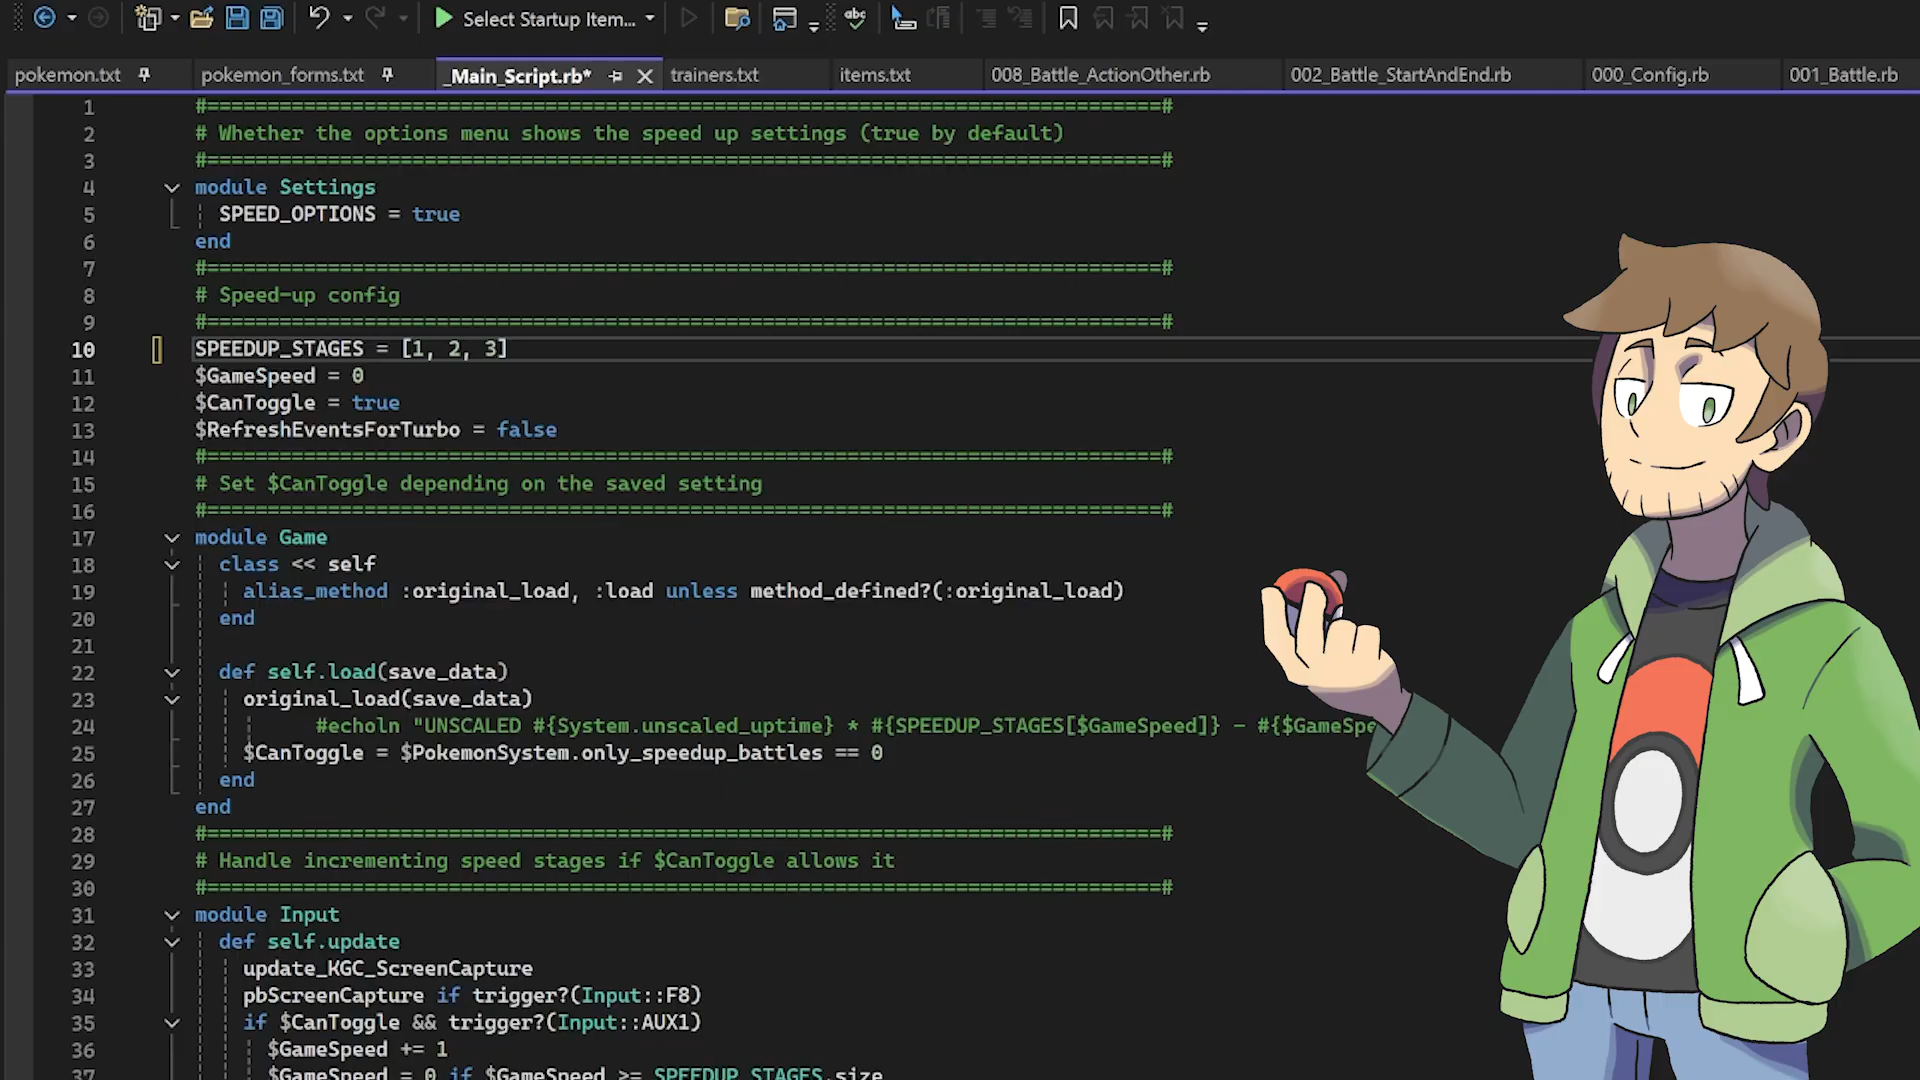 Select Startup Item...
pokemon.txt
pokemon_forms.txt
_Main_Script.rb*
trainers.txt
items.txt
008_Battle_ActionOther.rb
002_Battle_StartAndEnd.rb
000_Config.rb
001_Battle.rb
1 #===============================================================================#
2 # Whether the options menu shows the speed up settings (true by default)
3 #===============================================================================#
4 module Settings
5 SPEED_OPTIONS = true
6 end
7 #===============================================================================#
8 # Speed-up config
9 #===============================================================================#
10 SPEEDUP_STAGES = [1, 2, 3]
11 $GameSpeed = 0
12 $CanToggle = true
13 $RefreshEventsForTurbo = false
14 #===============================================================================#
15 # Set $CanToggle depending on the saved setting
16 #===============================================================================#
17 module Game
18 class << self
19 alias_method :original_load, :load unless method_defined?(:original_load)
20 end
21
22 def self.load(save_data)
23 original_load(save_data)
24 #echoln "UNSCALED #{System.unscaled_uptime} * #{SPEEDUP_STAGES[$GameSpeed]} - #{$GameSpe
25 $CanToggle = $PokemonSystem.only_speedup_battles == 0
26 end
27 end
28 #===============================================================================#
29 # Handle incrementing speed stages if $CanToggle allows it
30 #===============================================================================#
31 module Input
32 def self.update
33 update_KGC_ScreenCapture
34 pbScreenCapture if trigger?(Input::F8)
35 if $CanToggle && trigger?(Input::AUX1)
36 $GameSpeed += 1
37 $GameSpeed = 0 if $GameSpeed >= SPEEDUP_STAGES.size